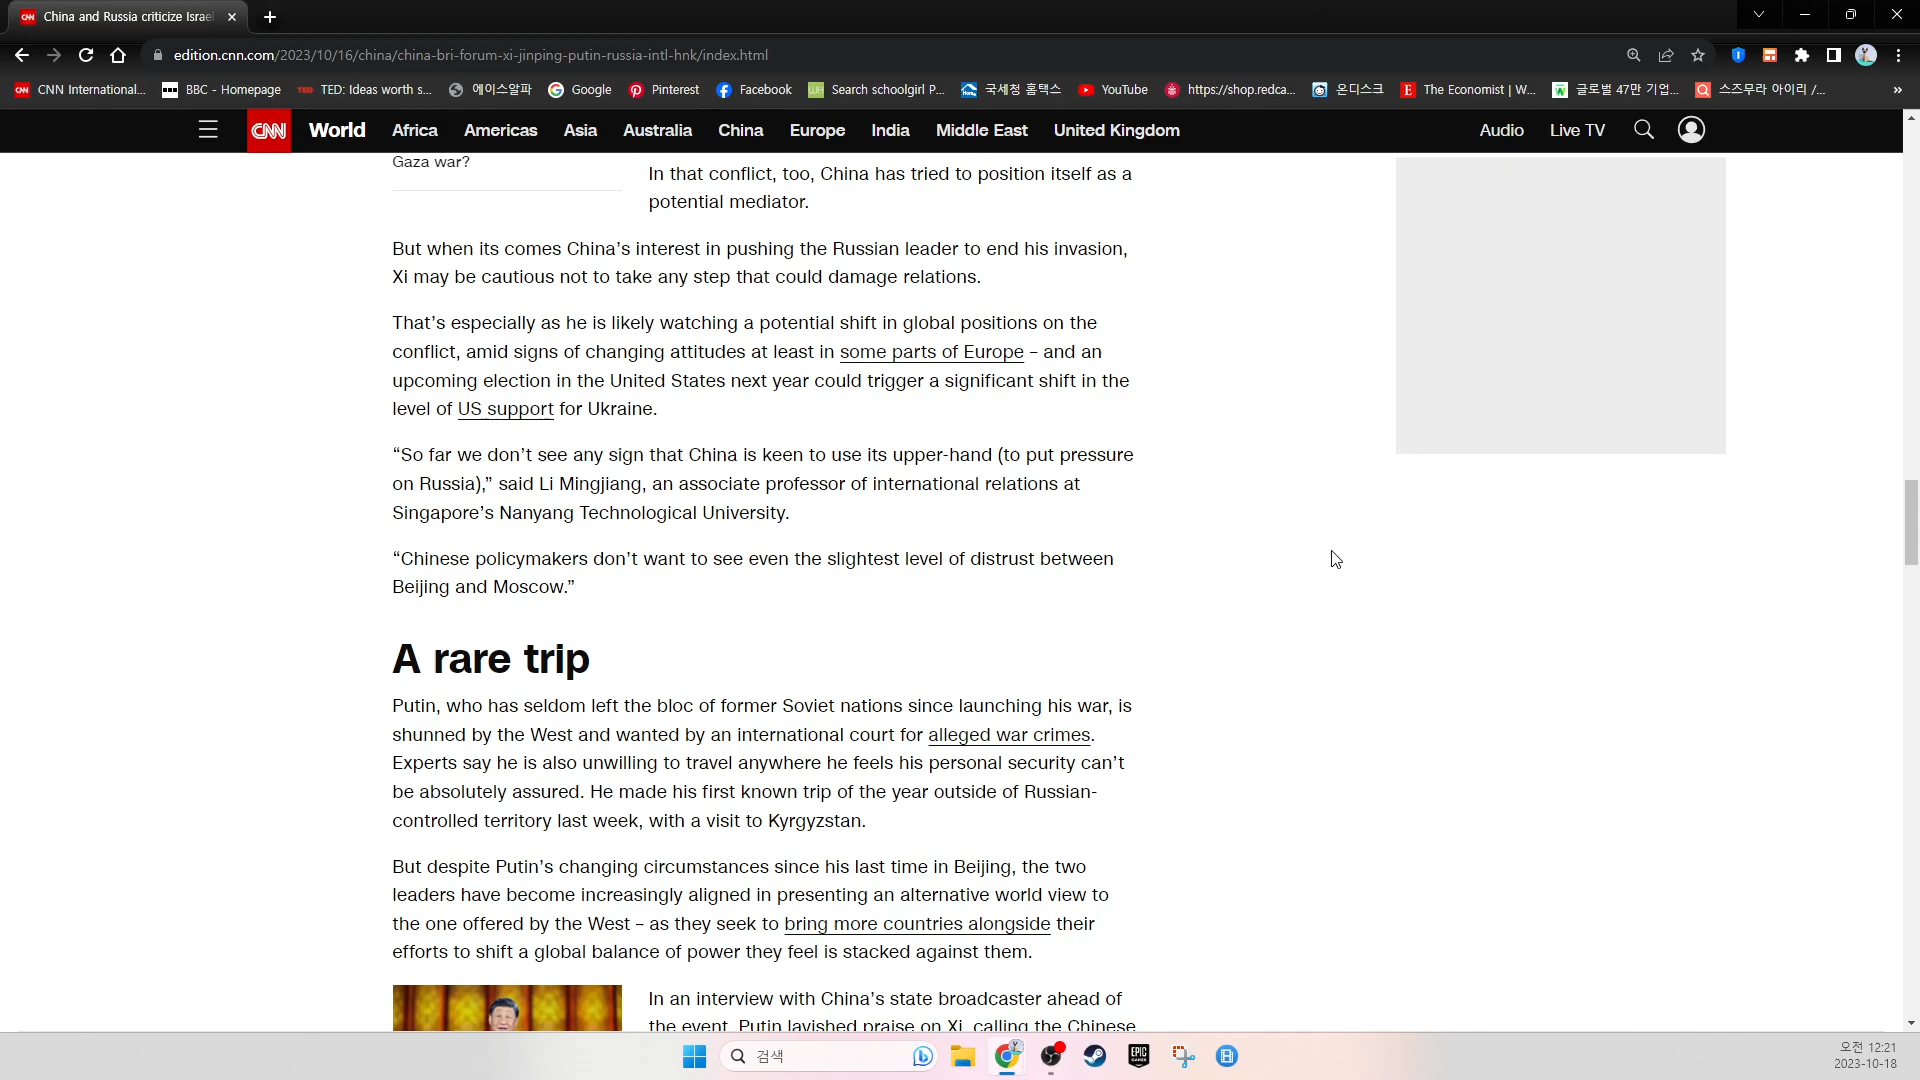 China and Russia criticize Israel
edition.cnn.com/2023/10/16/china/china-bri-forum-xi-jinping-putin-russia-intl-hnk/index.html
CNN International...
BBC - Homepage
TED: Ideas worth s...
에이스알파
Google
Pinterest
Facebook
Search schoolgirl P...
국세청 홈택스
YouTube
https://shop.redca...
온디스크
The Economist | W...
글로벌 47만 기업...
스즈무라 아이리 /...
»
CNN World Africa Americas Asia Australia China Europe India Middle East United Kingdom Audio Live TV
Gaza war?
In that conflict, too, China has tried to position itself as a
potential mediator.
But when its comes China’s interest in pushing the Russian leader to end his invasion,
Xi may be cautious not to take any step that could damage relations.
That’s especially as he is likely watching a potential shift in global positions on the
conflict, amid signs of changing attitudes at least in some parts of Europe – and an
upcoming election in the United States next year could trigger a significant shift in the
level of US support for Ukraine.
“So far we don’t see any sign that China is keen to use its upper-hand (to put pressure
on Russia),” said Li Mingjiang, an associate professor of international relations at
Singapore’s Nanyang Technological University.
“Chinese policymakers don’t want to see even the slightest level of distrust between
Beijing and Moscow.”
A rare trip
Putin, who has seldom left the bloc of former Soviet nations since launching his war, is
shunned by the West and wanted by an international court for alleged war crimes.
Experts say he is also unwilling to travel anywhere he feels his personal security can’t
be absolutely assured. He made his first known trip of the year outside of Russian-
controlled territory last week, with a visit to Kyrgyzstan.
But despite Putin’s changing circumstances since his last time in Beijing, the two
leaders have become increasingly aligned in presenting an alternative world view to
the one offered by the West – as they seek to bring more countries alongside their
efforts to shift a global balance of power they feel is stacked against them.
In an interview with China’s state broadcaster ahead of
the event, Putin lavished praise on Xi, calling the Chinese
검색
EPIC GAMES
오전 12:21
2023-10-18